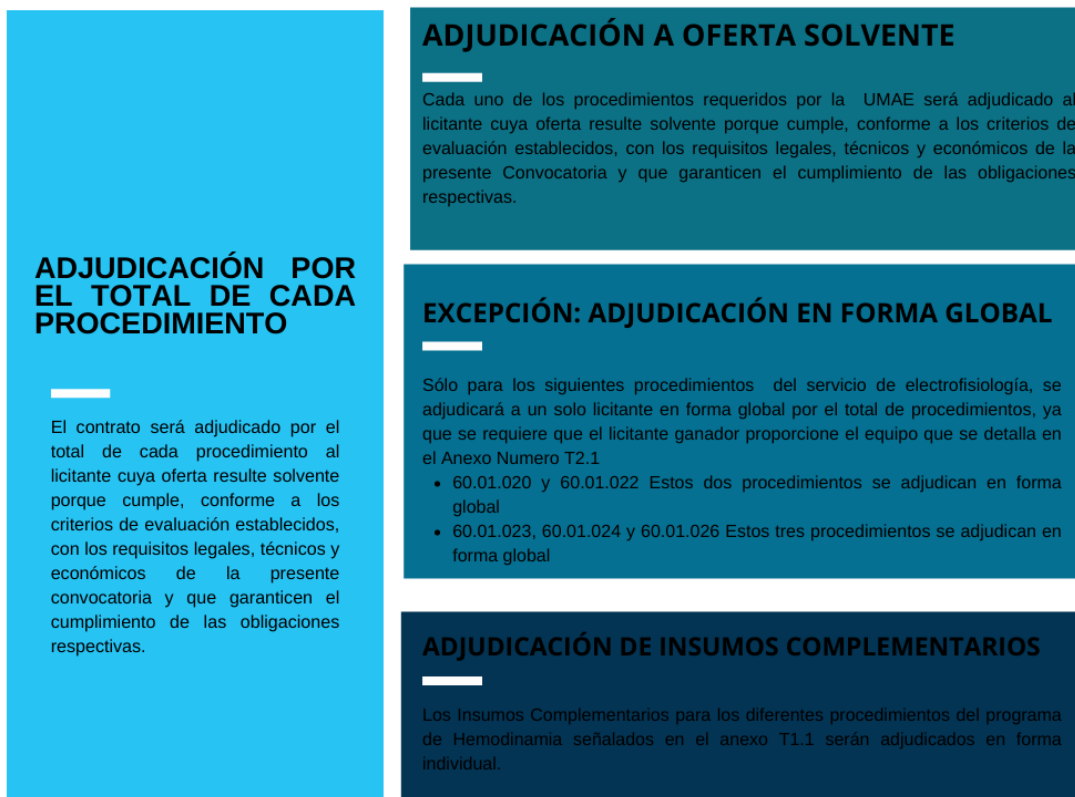 ADJUDICACIÓN POR
EL TOTAL DE CADA
PROCEDIMIENTO
El contrato será adjudicado por el
total de cada procedimiento al
licitante cuya oferta resulte solvente
porque cumple, conforme a los
criterios de evaluación establecidos,
con los requisitos legales, técnicos y
económicos de la presente
convocatoria y que garanticen el
cumplimiento de las obligaciones
respectivas.
ADJUDICACIÓN A OFERTA SOLVENTE
Cada uno de los procedimientos requeridos por la UMAE será adjudicado al
licitante cuya oferta resulte solvente porque cumple, conforme a los criterios de
evaluación establecidos, con los requisitos legales, técnicos y económicos de la
presente Convocatoria y que garanticen el cumplimiento de las obligaciones
respectivas.
EXCEPCIÓN: ADJUDICACIÓN EN FORMA GLOBAL
Sólo para los siguientes procedimientos del servicio de electrofisiología, se
adjudicará a un solo licitante en forma global por el total de procedimientos, ya
que se requiere que el licitante ganador proporcione el equipo que se detalla en
el Anexo Numero T2.1
• 60.01.020 y 60.01.022 Estos dos procedimientos se adjudican en forma
global
• 60.01.023, 60.01.024 y 60.01.026 Estos tres procedimientos se adjudican en
forma global
ADJUDICACIÓN DE INSUMOS COMPLEMENTARIOS
Los Insumos Complementarios para los diferentes procedimientos del programa
de Hemodinamia señalados en el anexo T1.1 serán adjudicados en forma
individual.